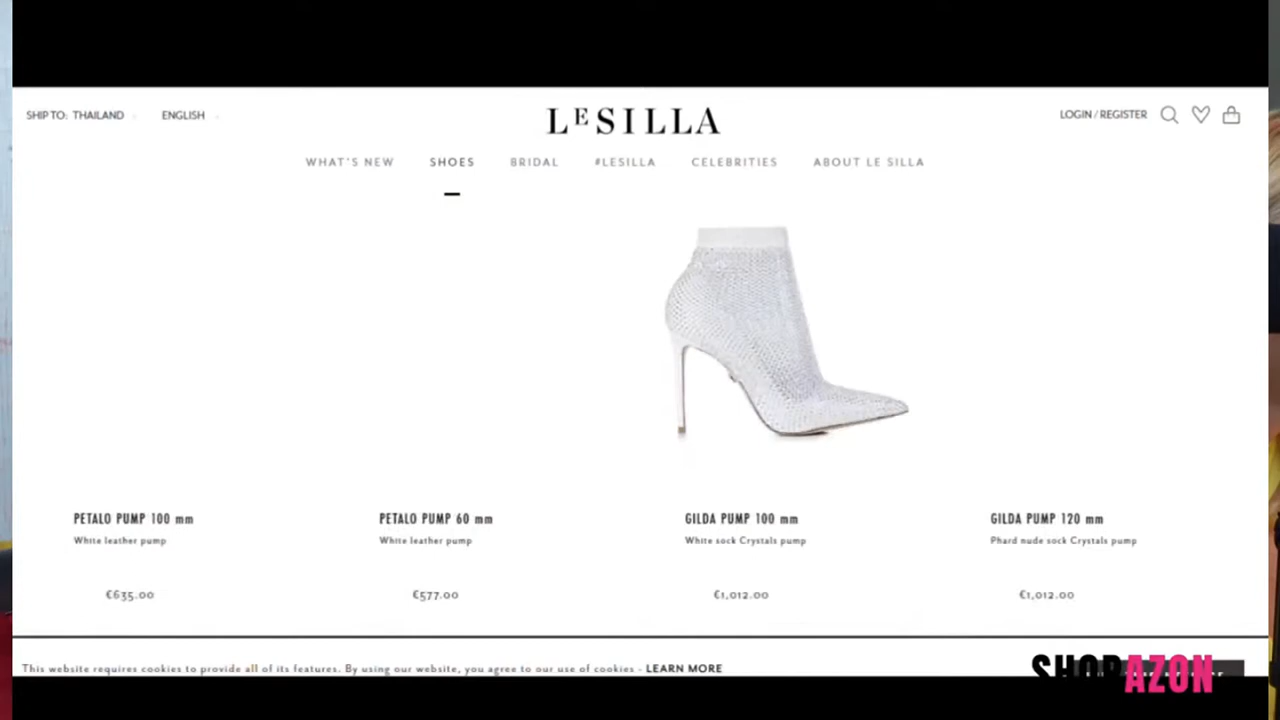 SHIP TO: THAILAND ENGLISH
LESILLA
LOGIN / REGISTER
WHAT'S NEW SHOES BRIDAL #LESILLA CELEBRITIES ABOUT LE SILLA
PETALO PUMP 100 mm
White leather pump
€635.00
PETALO PUMP 60 mm
White leather pump
€577.00
GILDA PUMP 100 mm
White sock Crystals pump
€1,012.00
GILDA PUMP 120 mm
Phard nude sock Crystals pump
€1,012.00
This website requires cookies to provide all of its features. By using our website, you agree to our use of cookies - LEARN MORE
SHOPAZON